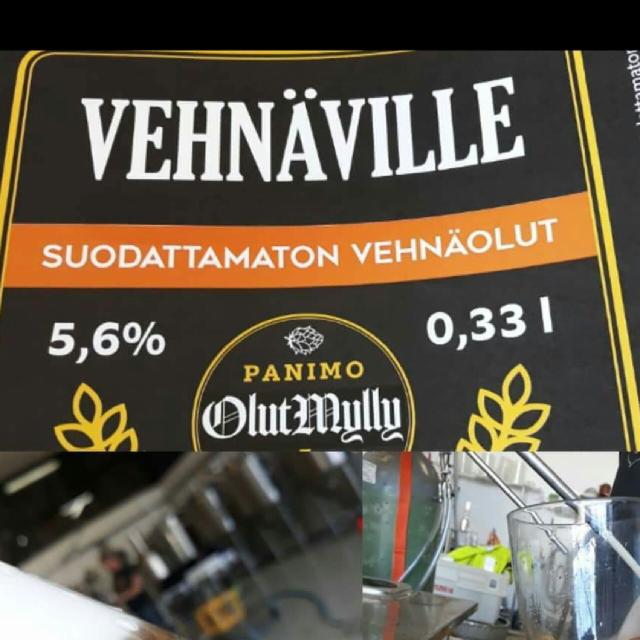 VEHNÄVILLE
SUODATTAMATON VEHNÄOLUT
5,6%
0,33 l
PANIMO
OlutMylly